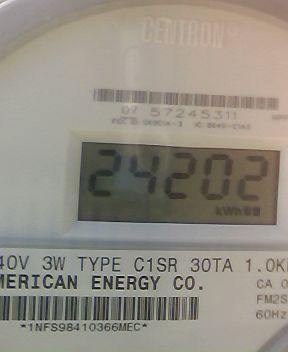 CENTRON®
07 57245311
24202
kWh
40V 3W TYPE C1SR 30TA 1.0K
MERICAN ENERGY CO.
CA 0
FM2S
60Hz
*1NFS98410366MEC*